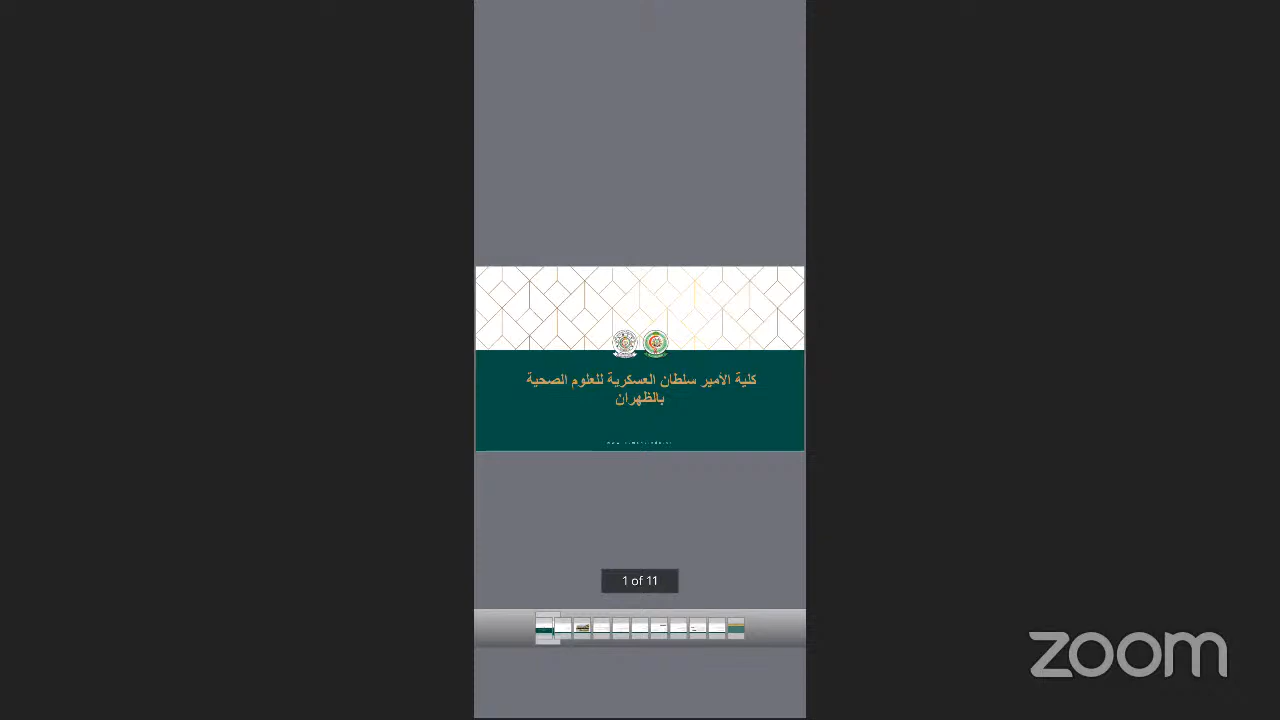 كلية الأمير سلطان العسكرية للعلوم الصحية
بالظهران
1 of 11
zoom